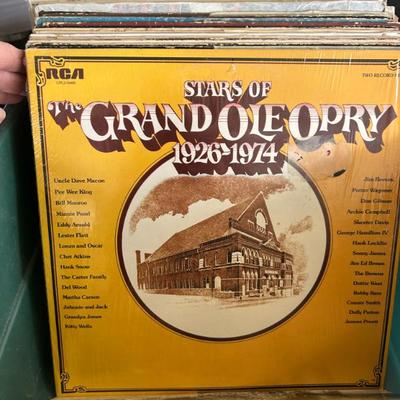 RCA
TWO RECORD
STARS OF
The GRAND OLE OPRY
1926-1974
Uncle Dave Macon
Pee Wee King
Bill Monroe
Minnie Pearl
Eddy Arnold
Lester Flatt
Lonzo and Oscar
Chet Atkins
Hank Snow
The Carter Family
Del Wood
Martha Carson
Johnnie and Jack
Grandpa Jones
Kitty Wells
Jim Reeves
Porter Wagoner
Don Gibson
Archie Campbell
Skeeter Davis
George Hamilton IV
Hank Locklin
Sonny James
Jim Ed Brown
The Browns
Dottie West
Bobby Bare
Connie Smith
Dolly Parton
Jeanne Pruett